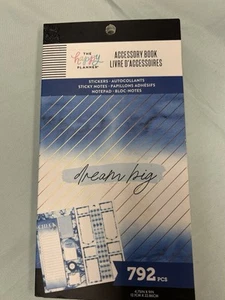 THE
happy
PLANNER
ACCESSORY BOOK
LIVRE D'ACCESSOIRES
STICKERS · AUTOCOLLANTS
STICKY NOTES · PAPILLONS ADHÉSIFS
NOTEPAD · BLOC-NOTES
dream big
792 PCS